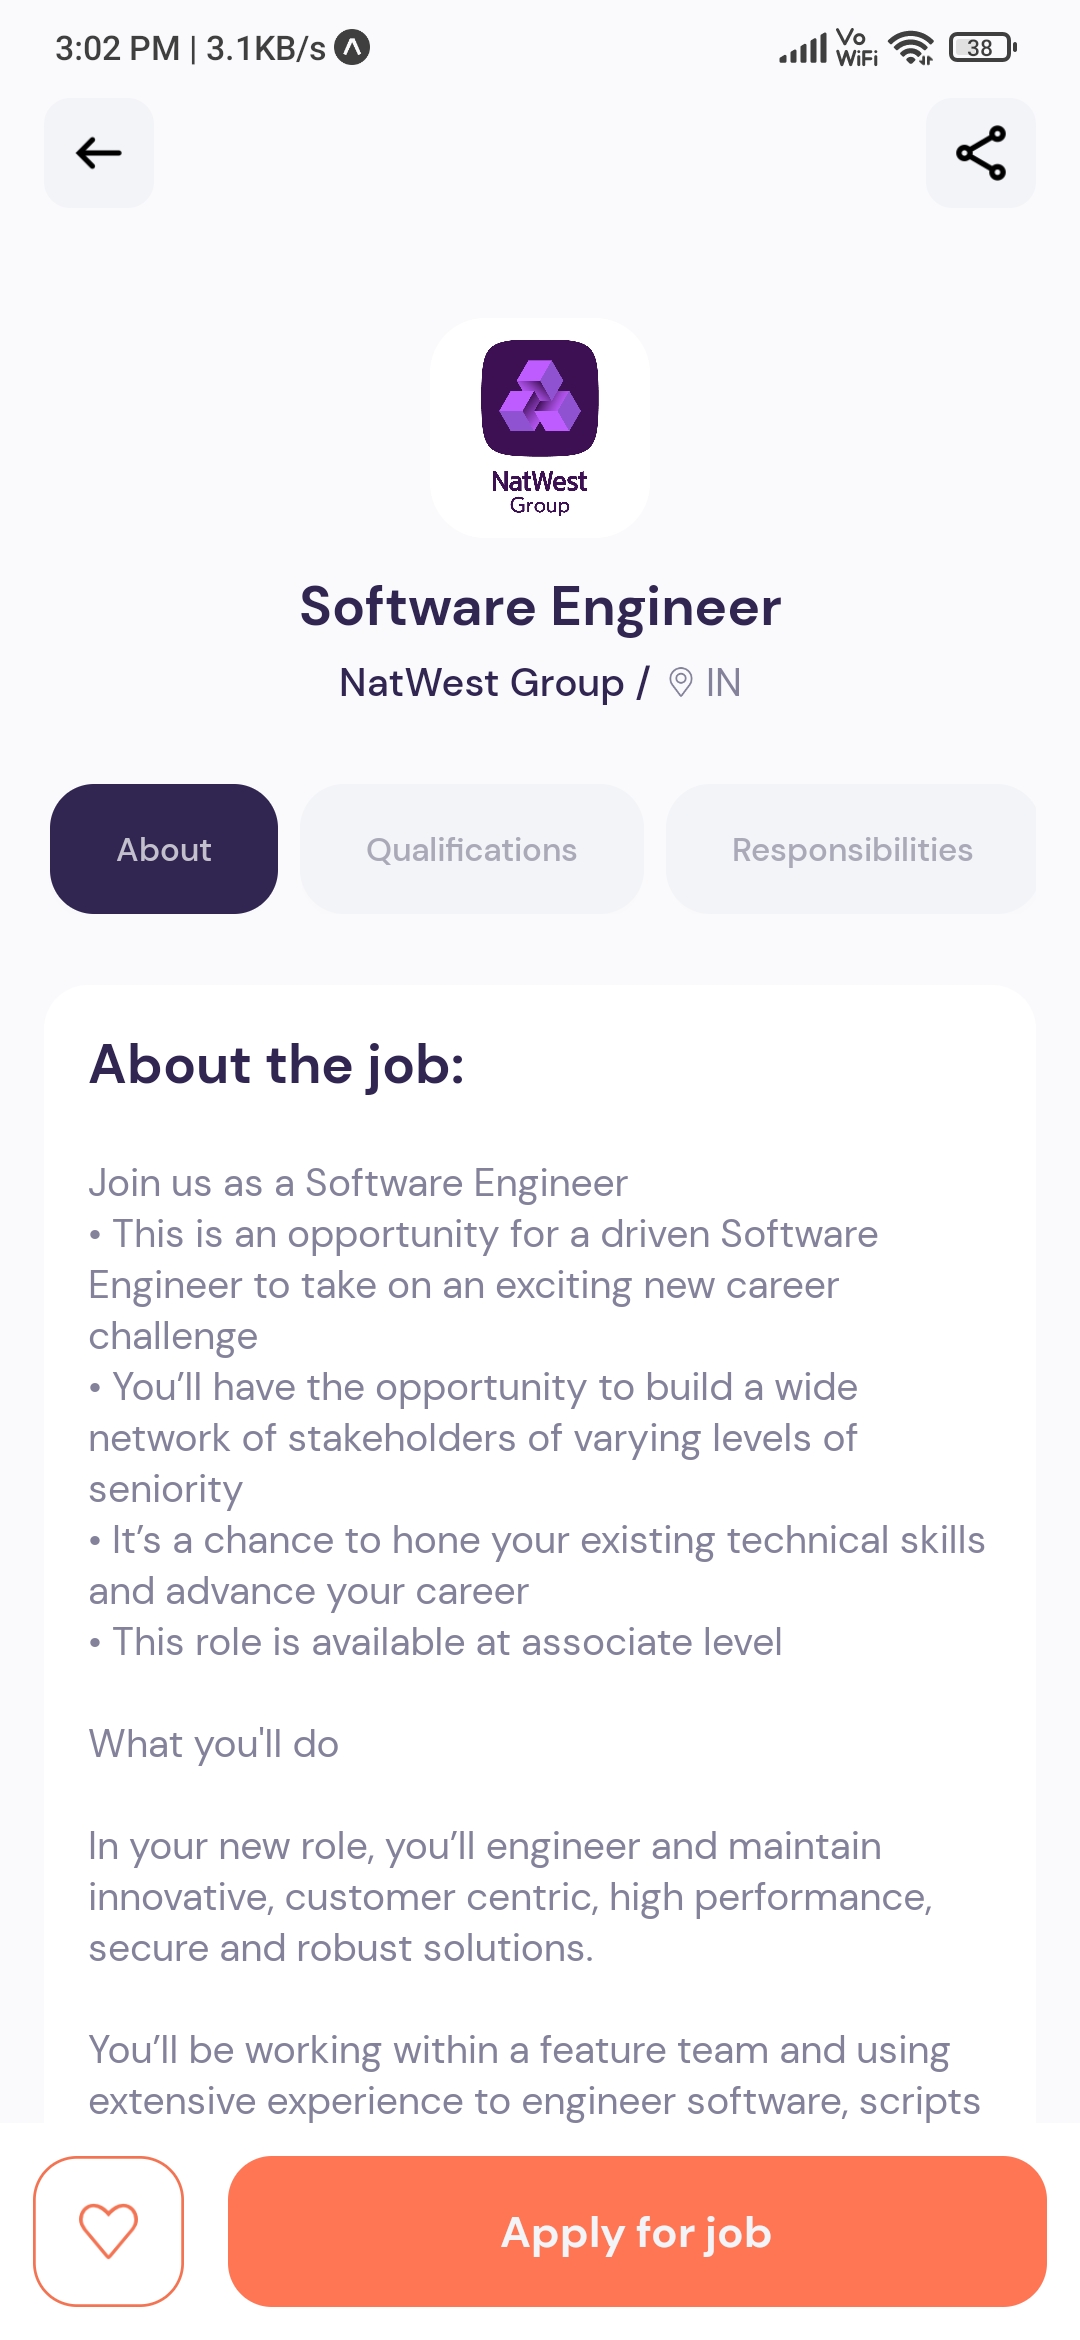 3:02 PM | 3.1KB/s
Vo
WiFi
38
NatWest
Group
Software Engineer
NatWest Group / IN
About
Qualifications
Responsibilities
About the job:
Join us as a Software Engineer
• This is an opportunity for a driven Software
Engineer to take on an exciting new career
challenge
• You’ll have the opportunity to build a wide
network of stakeholders of varying levels of
seniority
• It’s a chance to hone your existing technical skills
and advance your career
• This role is available at associate level
What you'll do
In your new role, you’ll engineer and maintain
innovative, customer centric, high performance,
secure and robust solutions.
You’ll be working within a feature team and using
extensive experience to engineer software, scripts
Apply for job